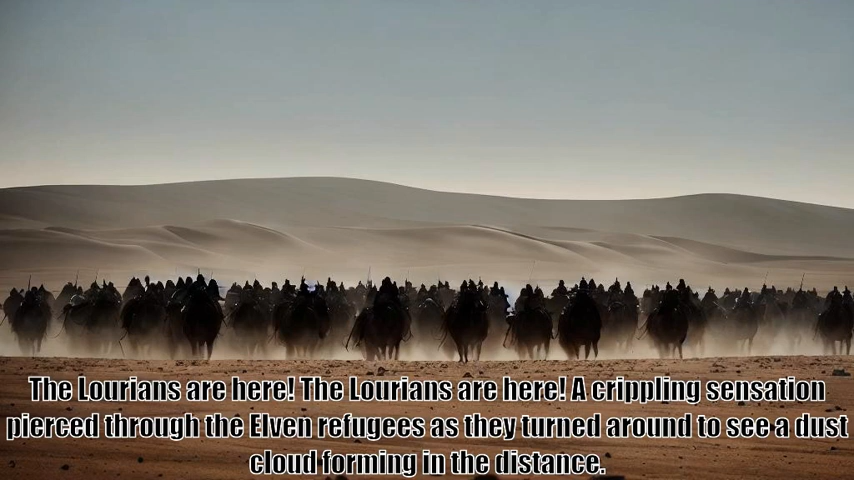 The Lourians are here! The Lourians are here! A crippling sensation
pierced through the Elven refugees as they turned around to see a dust
cloud forming in the distance.